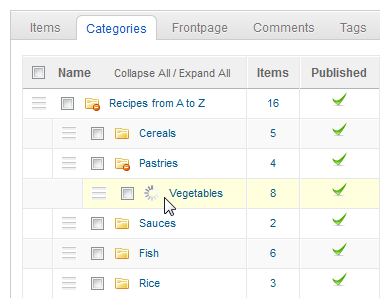 Items Categories Frontpage Comments Tags
Name Collapse All / Expand All Items Published
Recipes from A to Z 16
Cereals 5
Pastries 4
Vegetables 8
Sauces 2
Fish 6
Rice 3